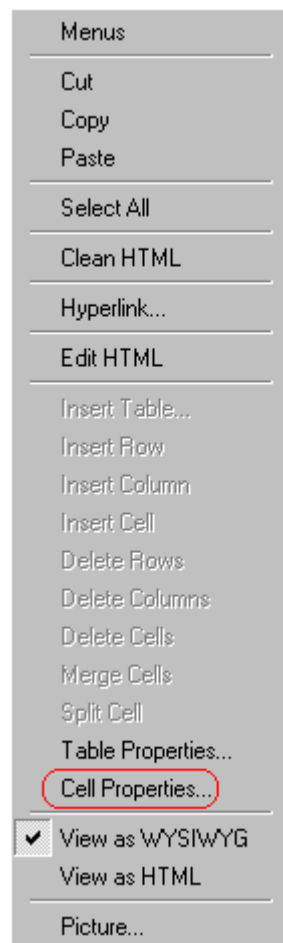 Menus
Cut
Copy
Paste
Select All
Clean HTML
Hyperlink...
Edit HTML
Insert Table...
Insert Row
Insert Column
Insert Cell
Delete Rows
Delete Columns
Delete Cells
Merge Cells
Split Cell
Table Properties...
Cell Properties...
View as WYSIWYG
View as HTML
Picture...